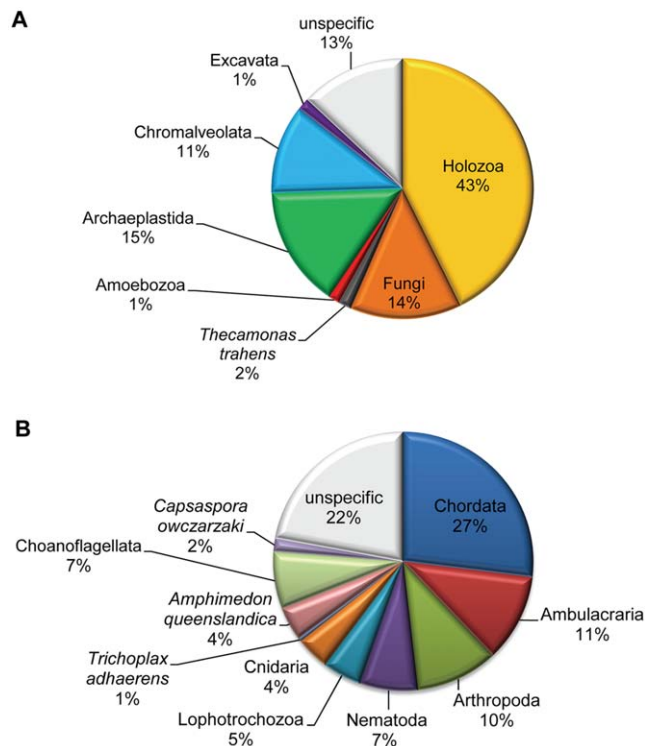 A
unspecific
13%
Excavata
1%
Chromalveolata
11%
Holozoa
43%
Archaeplastida
15%
Amoebozoa
1%
Fungi
14%
Thecamonas
trahens
2%
B
unspecific
22%
Chordata
27%
Capsaspora
owczarzaki
2%
Choanoflagellata
7%
Amphimedon
queenslandica
4%
Ambulacraria
11%
Trichoplax
adhaerens
1%
Cnidaria
4%
Arthropoda
10%
Lophotrochozoa
5%
Nematoda
7%